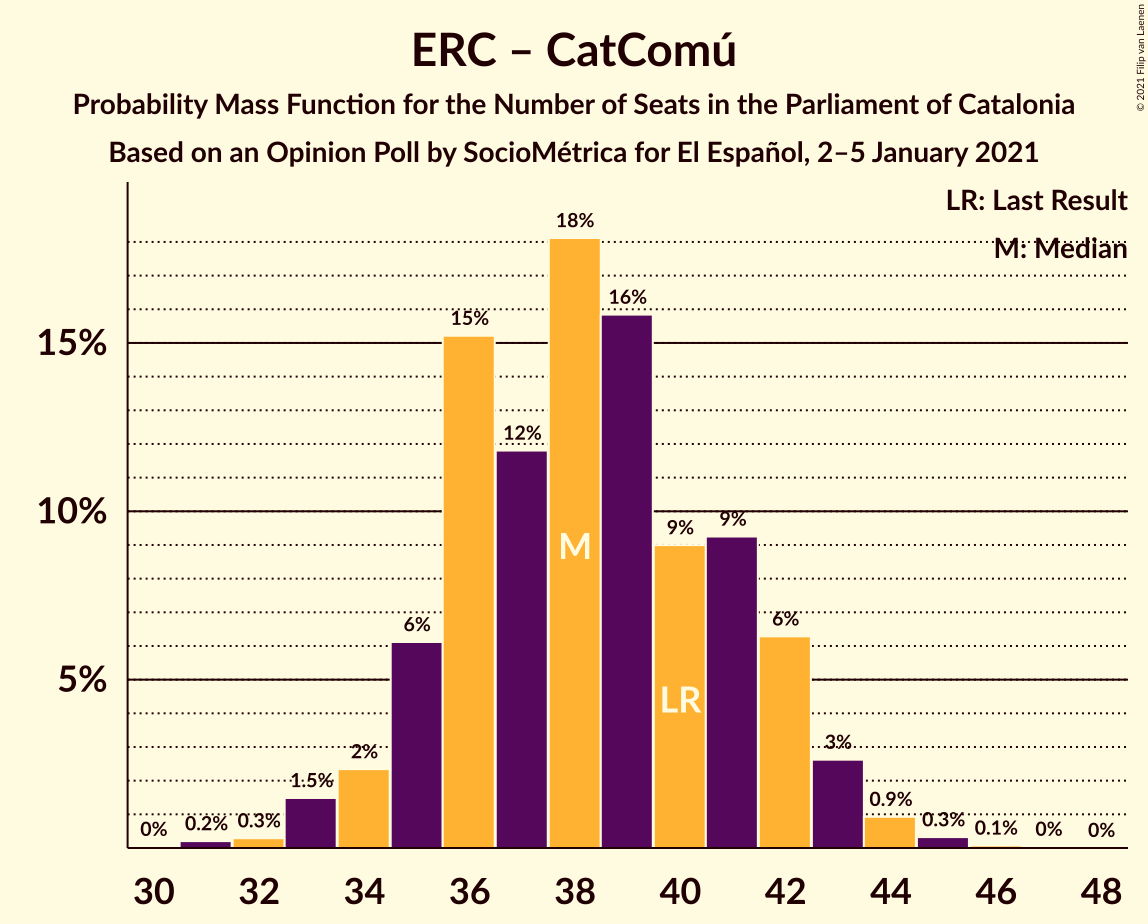 © 2021 Filip van Laenen
ERC – CatComú
Probability Mass Function for the Number of Seats in the Parliament of Catalonia
Based on an Opinion Poll by SocioMétrica for El Español, 2–5 January 2021
LR: Last Result
M: Median
18%
16%
15%
15%
12%
10%
9%
9%
M
6%
6%
5%
LR
3%
2%
1.5%
0.9%
0%
0.2%
0.3%
0.3%
0.1%
0%
0%
30 32 34 36 38 40 42 44 46 48